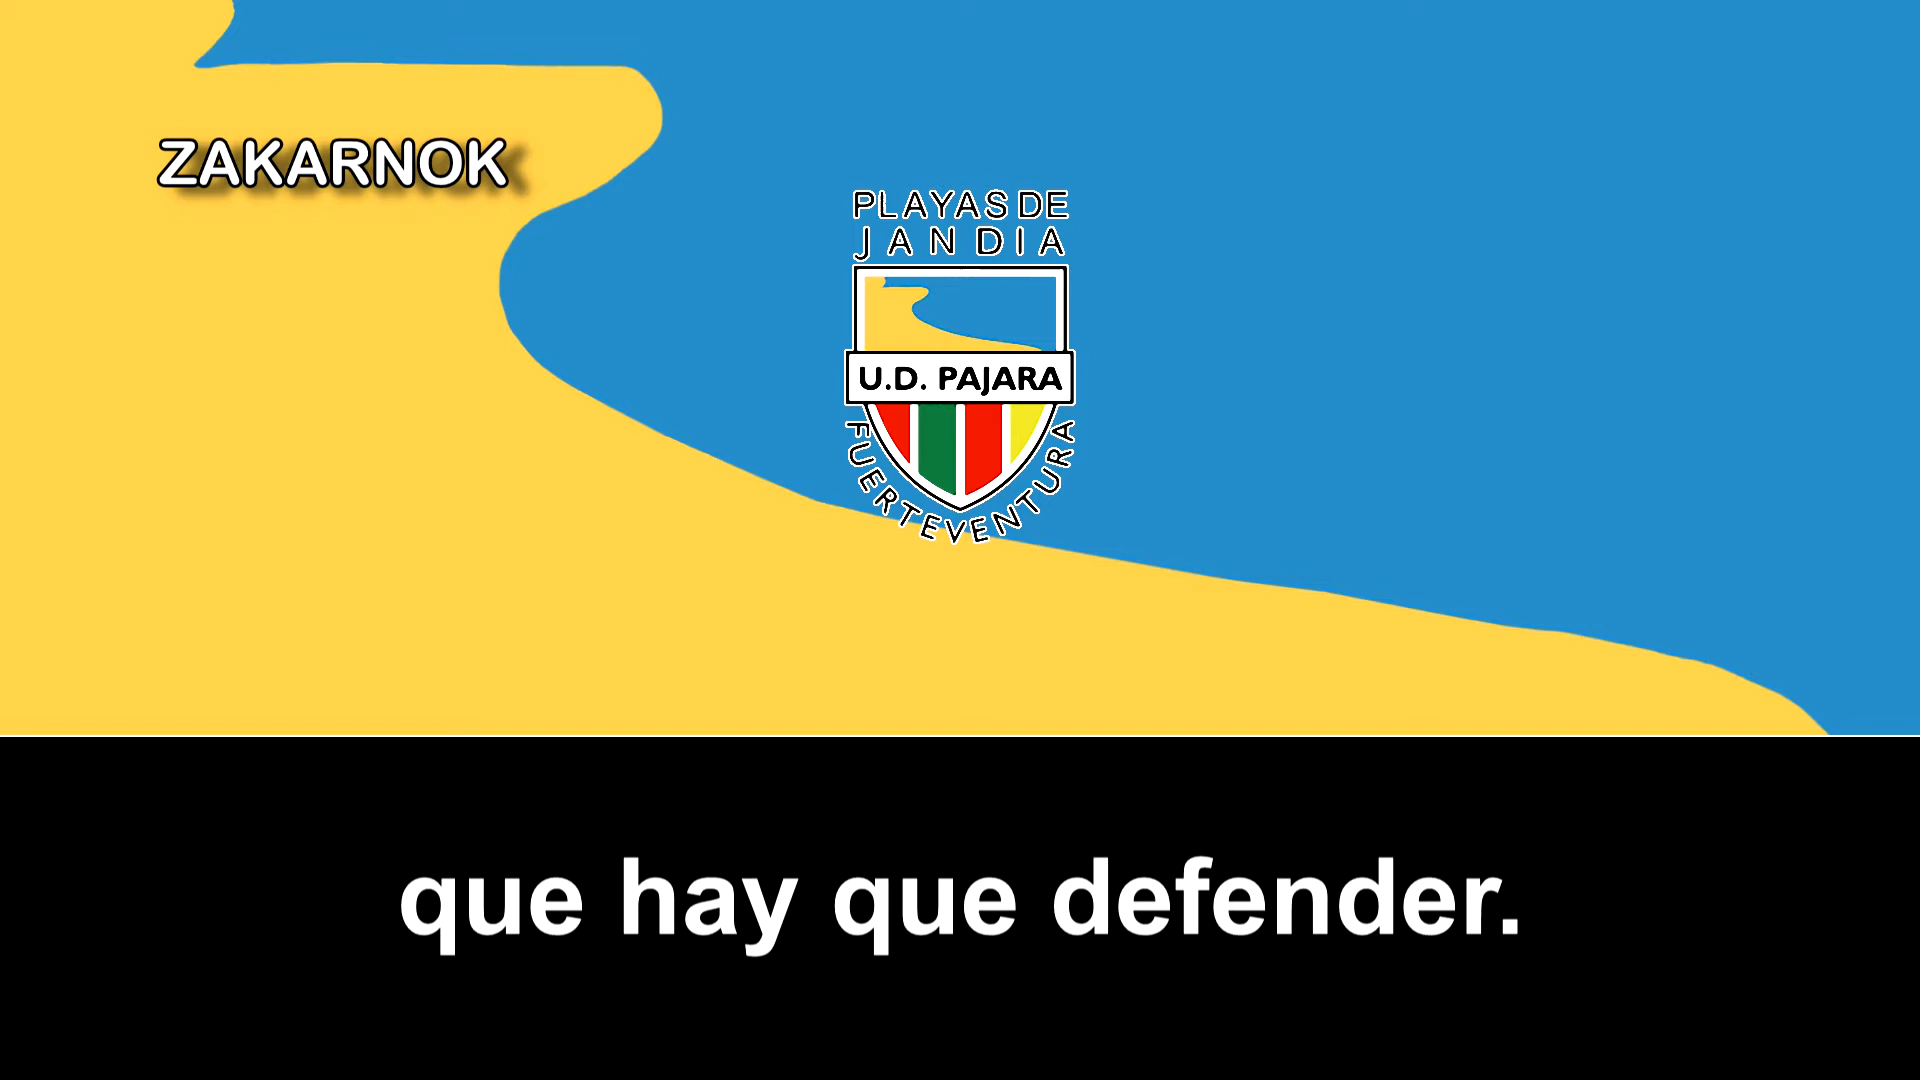 ZAKARNOK
PLAYAS DE
JANDIA
U.D. PAJARA
FUERTEVENTURA
que hay que defender.